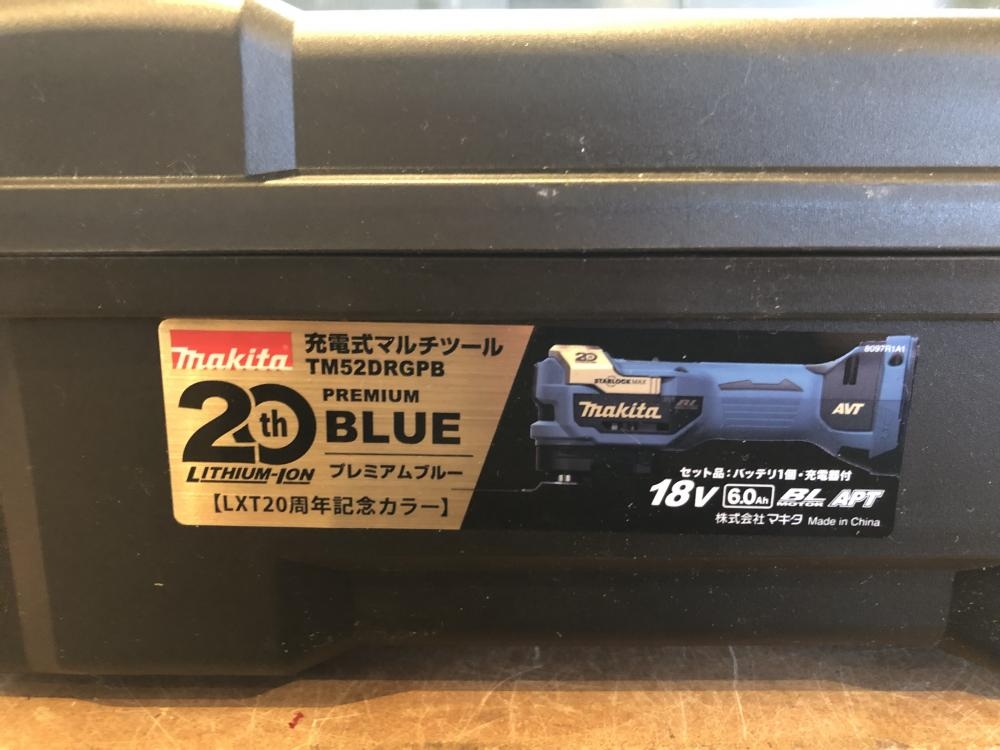 makita
充電式マルチツール
TM52DRGPB
20th
LITHIUM-ION
PREMIUM
BLUE
プレミアムブルー
【LXT20周年記念カラー】
20
STARLOCK MAX
makita
BL
AVT
8097R1A1
セット品：バッテリ1個・充電器付
18V 6.0Ah BL MOTOR APT
株式会社マキタ Made in China